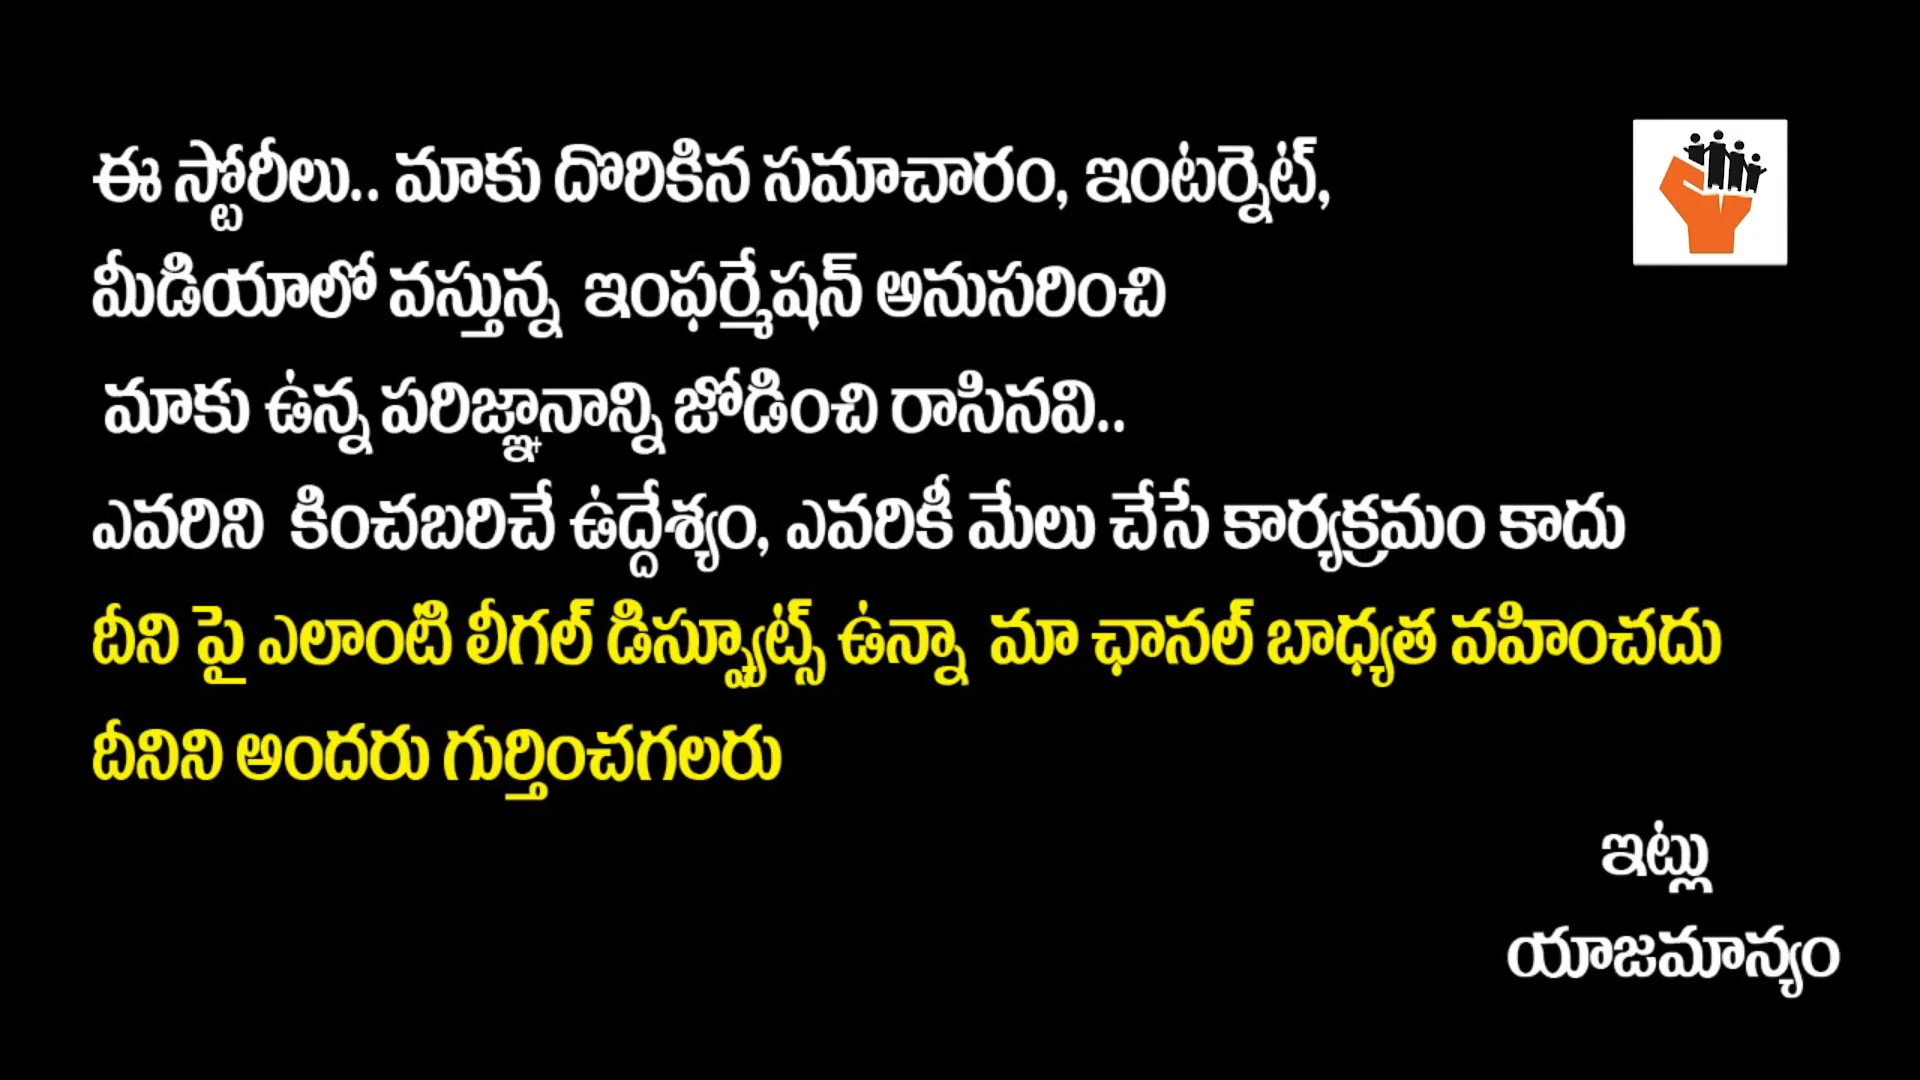 ఈ స్టోరీలు.. మాకు దొరికిన సమాచారం, ఇంటర్నెట్,
మీడియాలో వస్తున్న ఇంఫర్మేషన్ అనుసరించి
మాకు ఉన్న పరిజ్ఞానాన్ని జోడించి రాసినవి..
ఎవరిని కించబరిచే ఉద్దేశ్యం, ఎవరికీ మేలు చేసే కార్యక్రమం కాదు
దీని పై ఎలాంటి లీగల్ డిస్ప్యూట్స్ ఉన్నా మా ఛానల్ బాధ్యత వహించదు
దీనిని అందరు గుర్తించగలరు
ఇట్లు
యాజమాన్యం